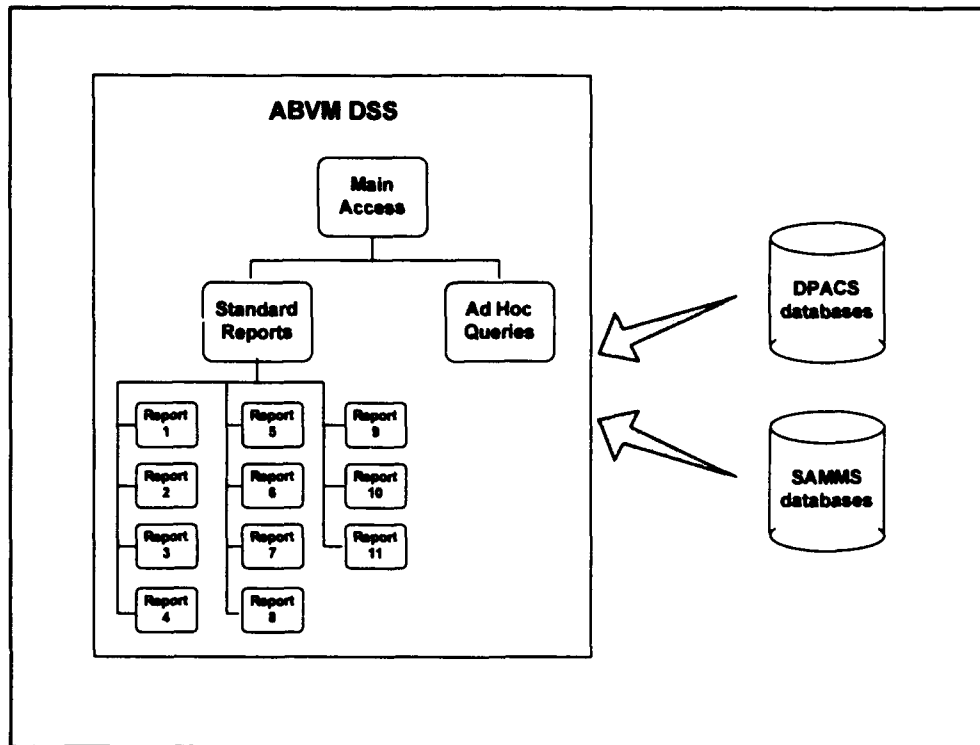 ABVM DSS
Main
Access
Standard
Reports
Ad Hoc
Queries
Report
1
Report
2
Report
3
Report
4
Report
5
Report
6
Report
7
Report
8
Report
9
Report
10
Report
11
DPACS
databases
SAMMS
databases